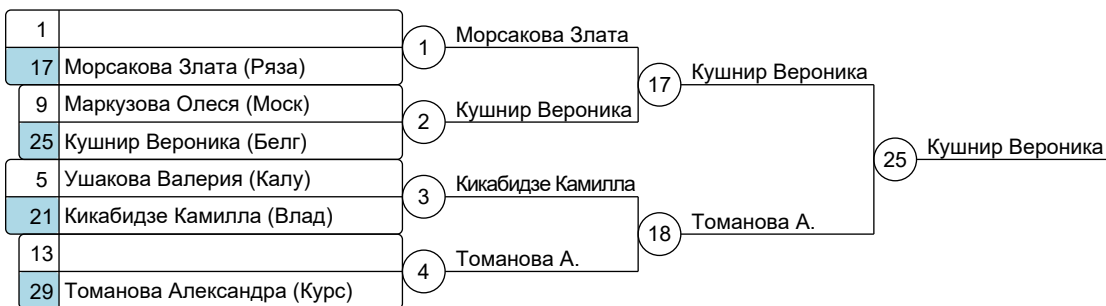 1
17 Морсакова Злата (Ряза)
9 Маркузова Олеся (Моск)
25 Кушнир Вероника (Белг)
5 Ушакова Валерия (Калу)
21 Кикабидзе Камилла (Влад)
13
29 Томанова Александра (Курс)
1 Морсакова Злата
2 Кушнир Вероника
3 Кикабидзе Камилла
4 Томанова А.
17 Кушнир Вероника
18 Томанова А.
25 Кушнир Вероника